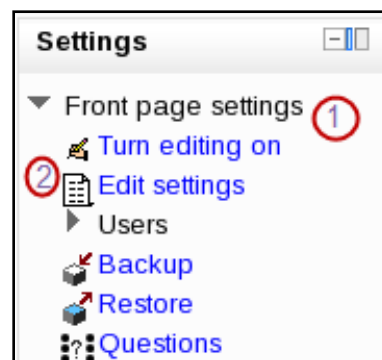 Settings
Front page settings 1
Turn editing on
2 Edit settings
Users
Backup
Restore
Questions